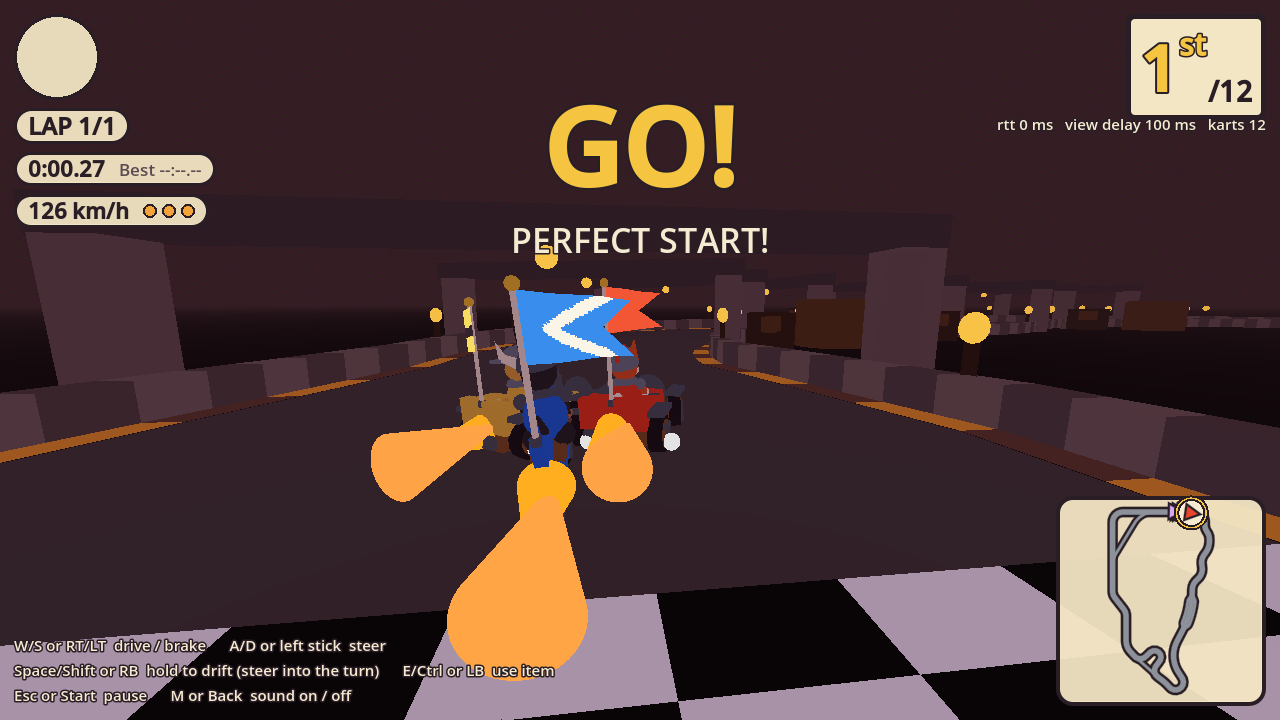 1st
/12
rtt 0 ms view delay 100 ms karts 12
LAP 1/1
0:00.27 Best --:--.--
126 km/h
GO!
PERFECT START!
W/S or RT/LT drive / brake A/D or left stick steer
Space/Shift or RB hold to drift (steer into the turn) E/Ctrl or LB use item
Esc or Start pause M or Back sound on / off